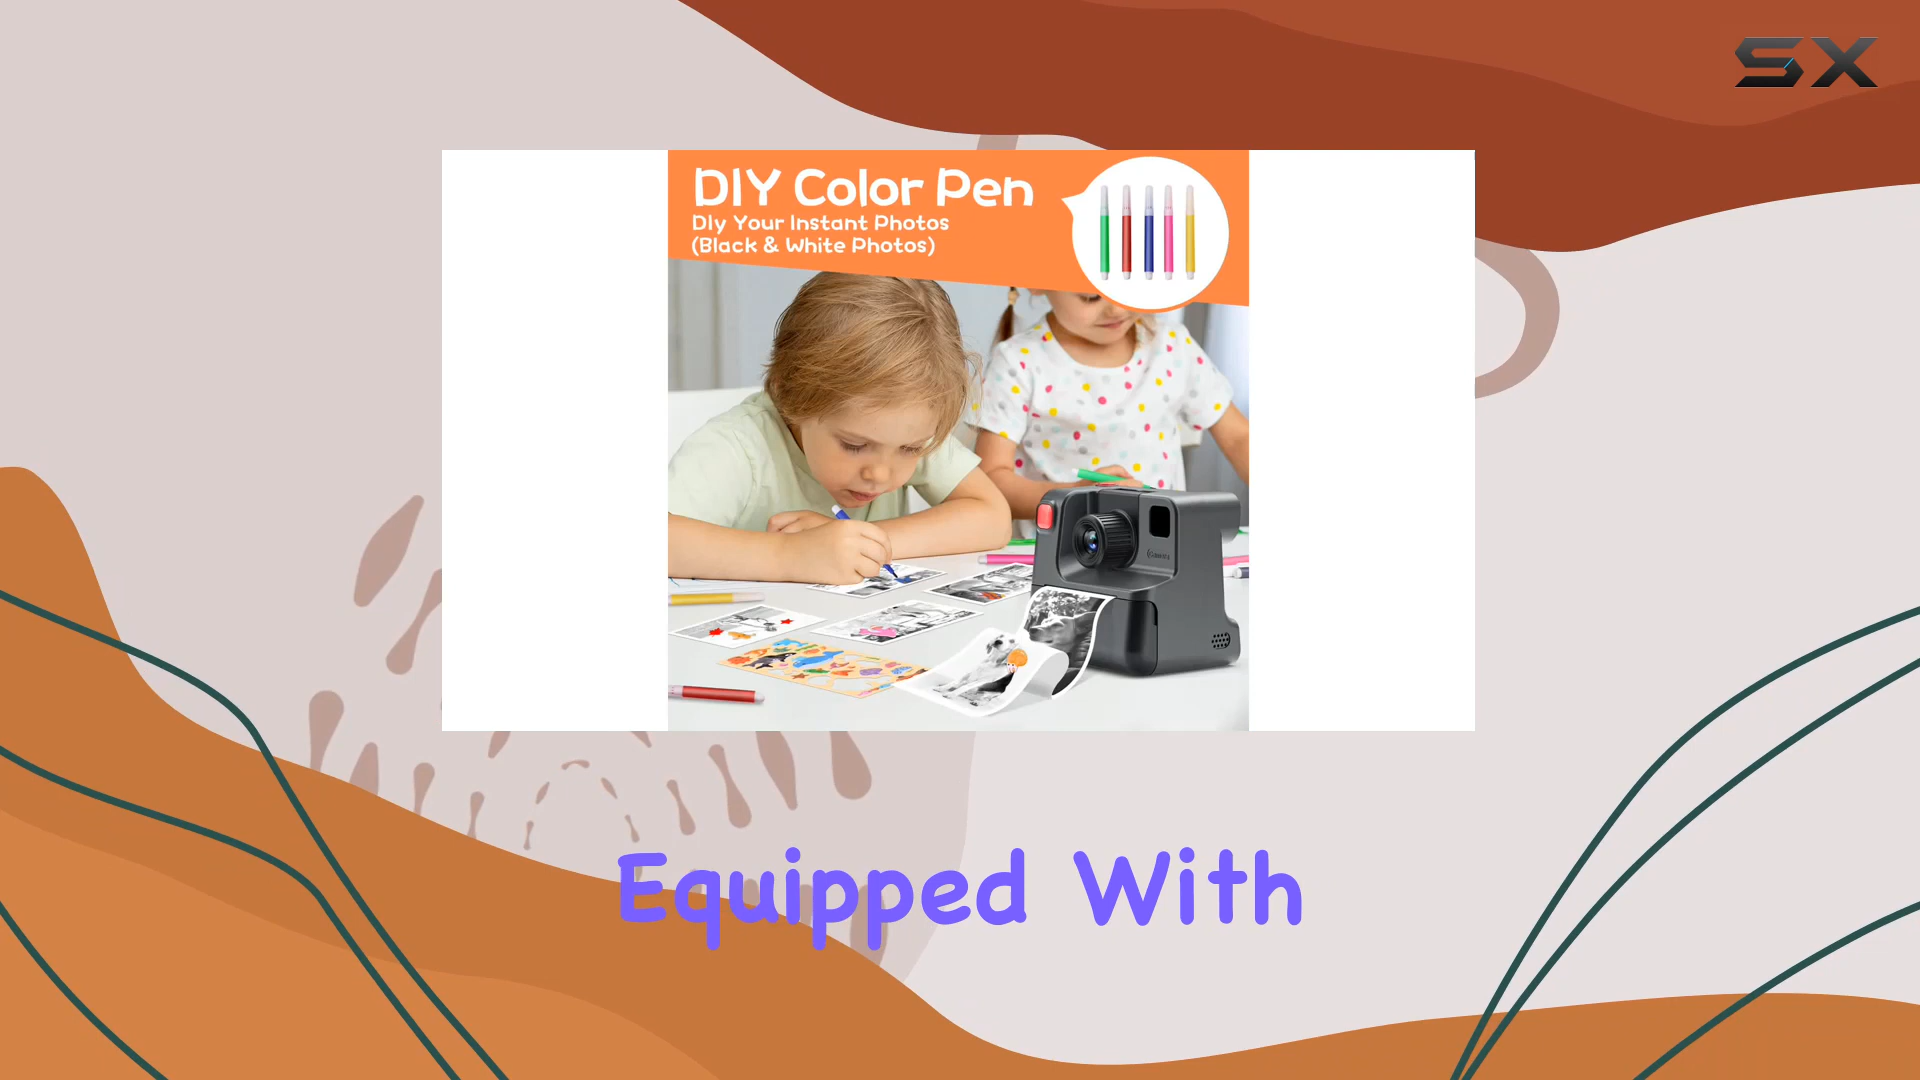 SX
DIY Color Pen
DIy Your Instant Photos
(Black & White Photos)
Equipped With